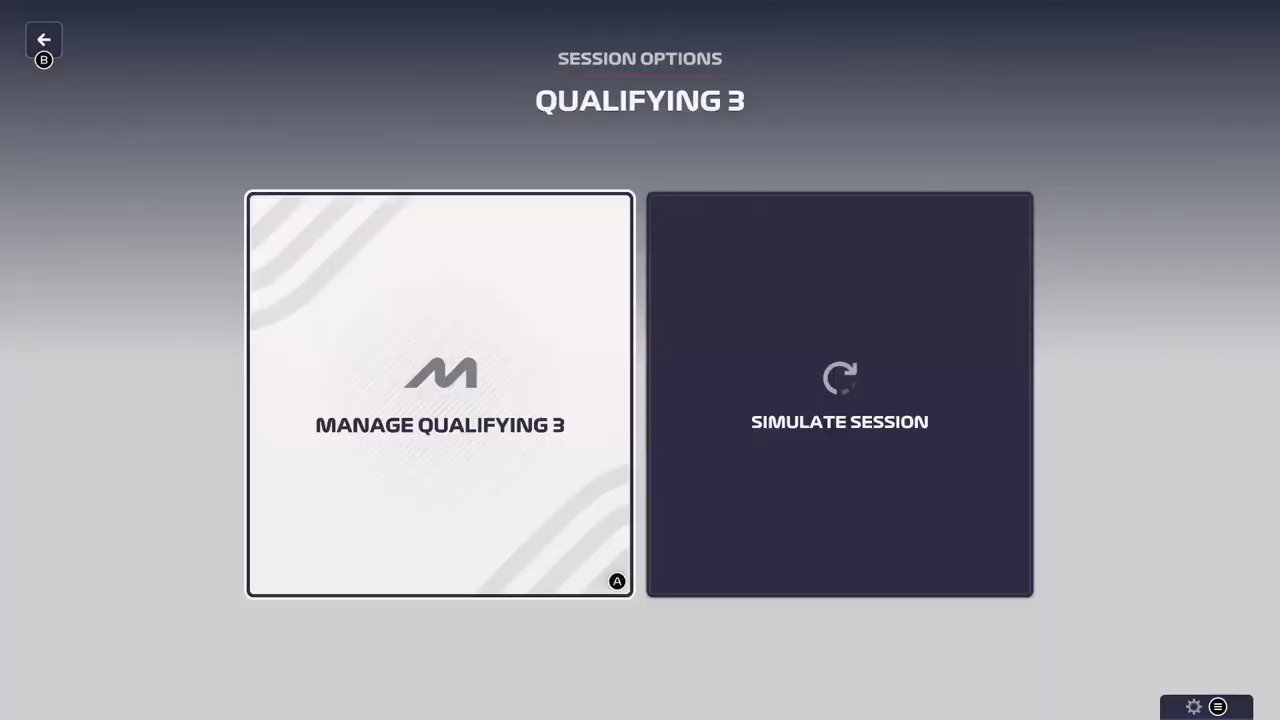 B
SESSION OPTIONS
QUALIFYING 3
MANAGE QUALIFYING 3
A
SIMULATE SESSION